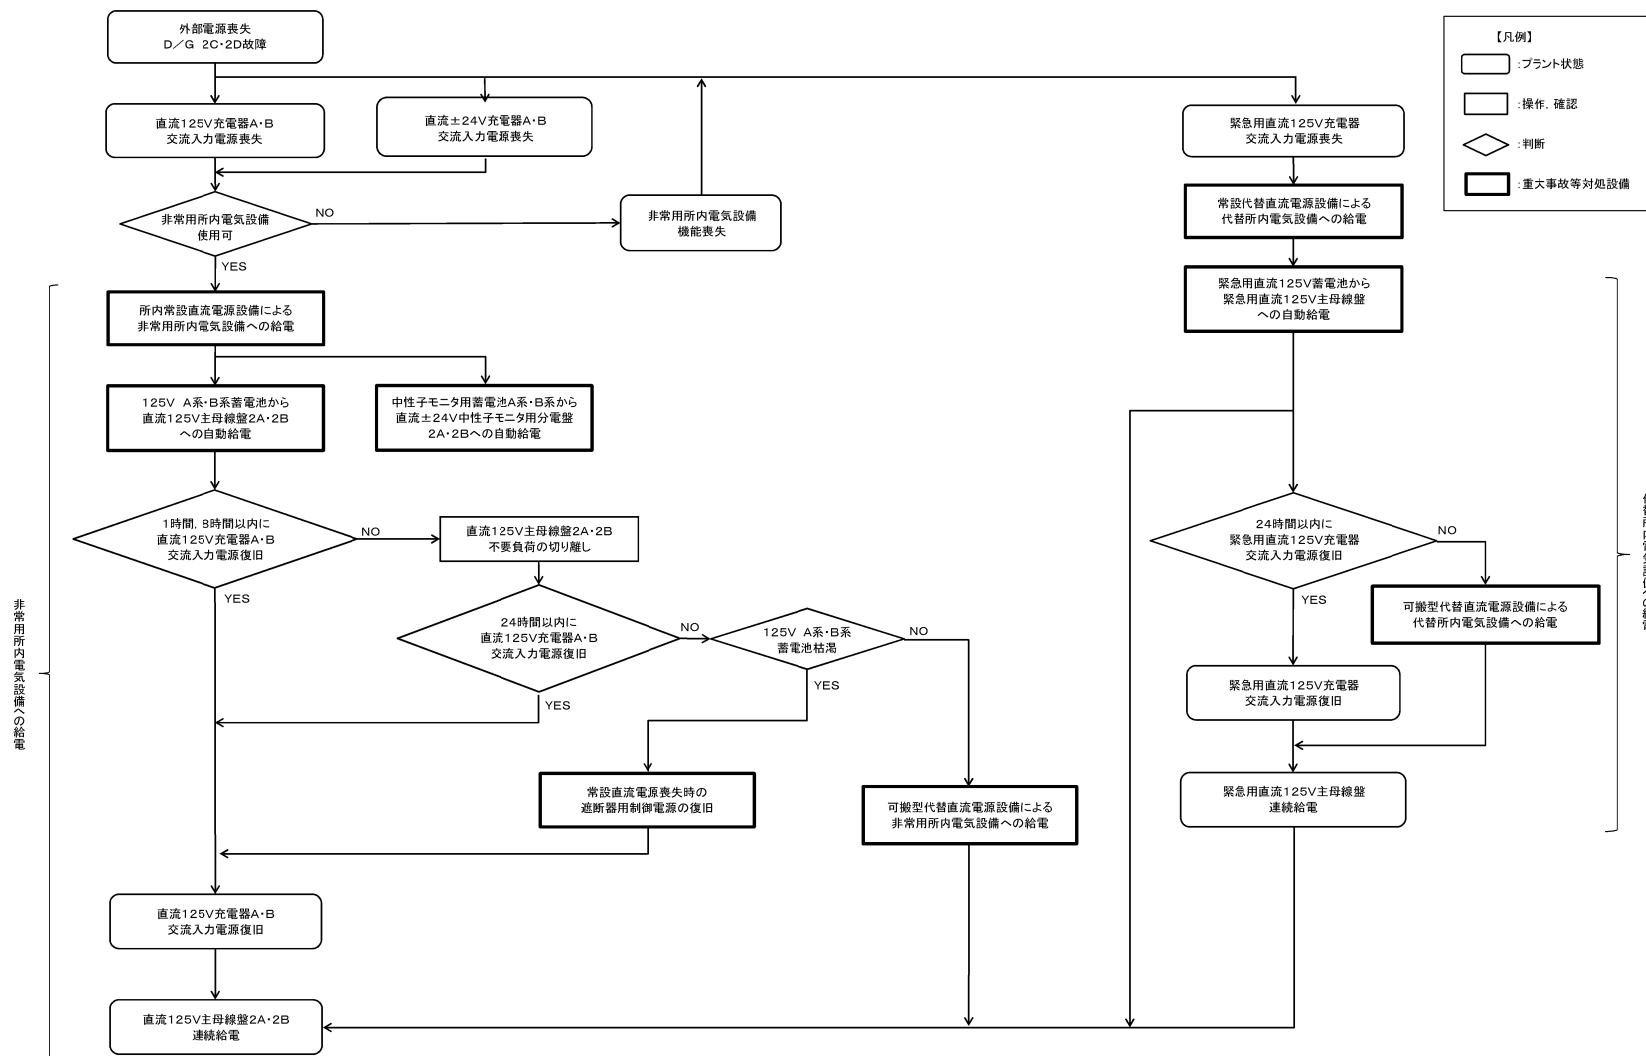 外部電源喪失
D／G 2C・2D故障
直流125V充電器A・B
交流入力電源喪失
直流±24V充電器A・B
交流入力電源喪失
緊急用直流125V充電器
交流入力電源喪失
【凡例】
：プラント状態
：操作，確認
：判断
：重大事故等対処設備
非常用所内電気設備
使用可
NO
YES
非常用所内電気設備
機能喪失
常設代替直流電源設備による
代替所内電気設備への給電
所内常設直流電源設備による
非常用所内電気設備への給電
緊急用直流125V蓄電池から
緊急用直流125V主母線盤
への自動給電
125V A系・B系蓄電池から
直流125V主母線盤2A・2B
への自動給電
中性子モニタ用蓄電池A系・B系から
直流±24V中性子モニタ用分電盤
2A・2Bへの自動給電
1時間，8時間以内に
直流125V充電器A・B
交流入力電源復旧
NO
YES
直流125V主母線盤2A・2B
不要負荷の切り離し
24時間以内に
直流125V充電器A・B
交流入力電源復旧
NO
YES
125V A系・B系
蓄電池枯渇
NO
YES
24時間以内に
緊急用直流125V充電器
交流入力電源復旧
NO
YES
可搬型代替直流電源設備による
代替所内電気設備への給電
緊急用直流125V充電器
交流入力電源復旧
常設直流電源喪失時の
遮断器用制御電源の復旧
可搬型代替直流電源設備による
非常用所内電気設備への給電
緊急用直流125V主母線盤
連続給電
直流125V充電器A・B
交流入力電源復旧
直流125V主母線盤2A・2B
連続給電
非常用所内電気設備への給電